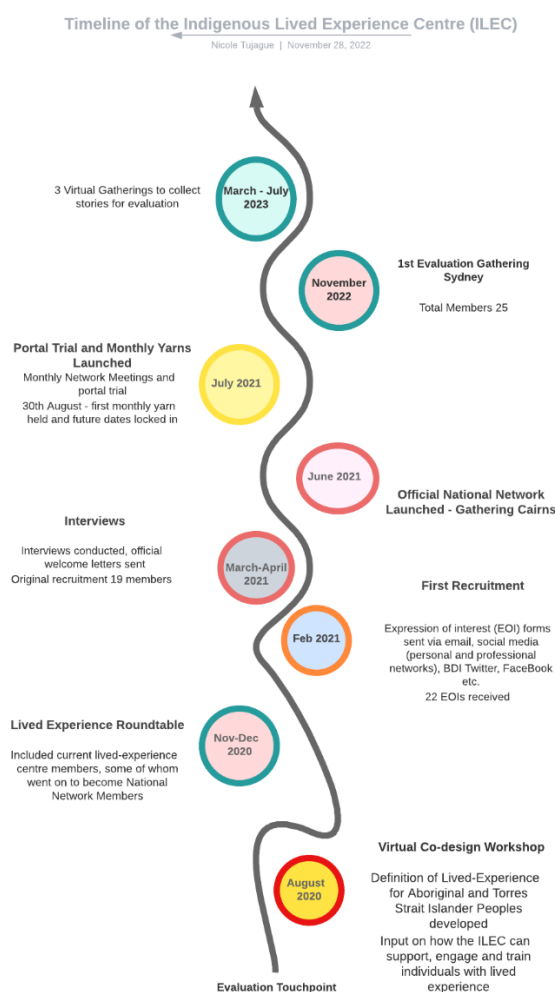 Timeline of the Indigenous Lived Experience Centre (ILEC)
Nicole Tujague | November 28, 2022
March - July
2023
3 Virtual Gatherings to collect
stories for evaluation
November
2022
1st Evaluation Gathering
Sydney
Total Members 25
Portal Trial and Monthly Yarns
Launched
Monthly Network Meetings and
portal trial
30th August - first monthly yarn
held and future dates locked in
July 2021
June 2021
Official National Network
Launched - Gathering Cairns
Interviews
Interviews conducted, official
welcome letters sent
Original recruitment 19 members
March-April
2021
First Recruitment
Expression of interest (EOI) forms
sent via email, social media
(personal and professional
networks), BDI Twitter, FaceBook
etc.
22 EOIs received
Feb 2021
Lived Experience Roundtable
Included current lived-experience
centre members, some of whom
went on to become National
Network Members
Nov-Dec
2020
Virtual Co-design Workshop
Definition of Lived-Experience
for Aboriginal and Torres
Strait Islander Peoples
developed
Input on how the ILEC can
support, engage and train
individuals with lived
experience
August
2020
Evaluation Touchpoint